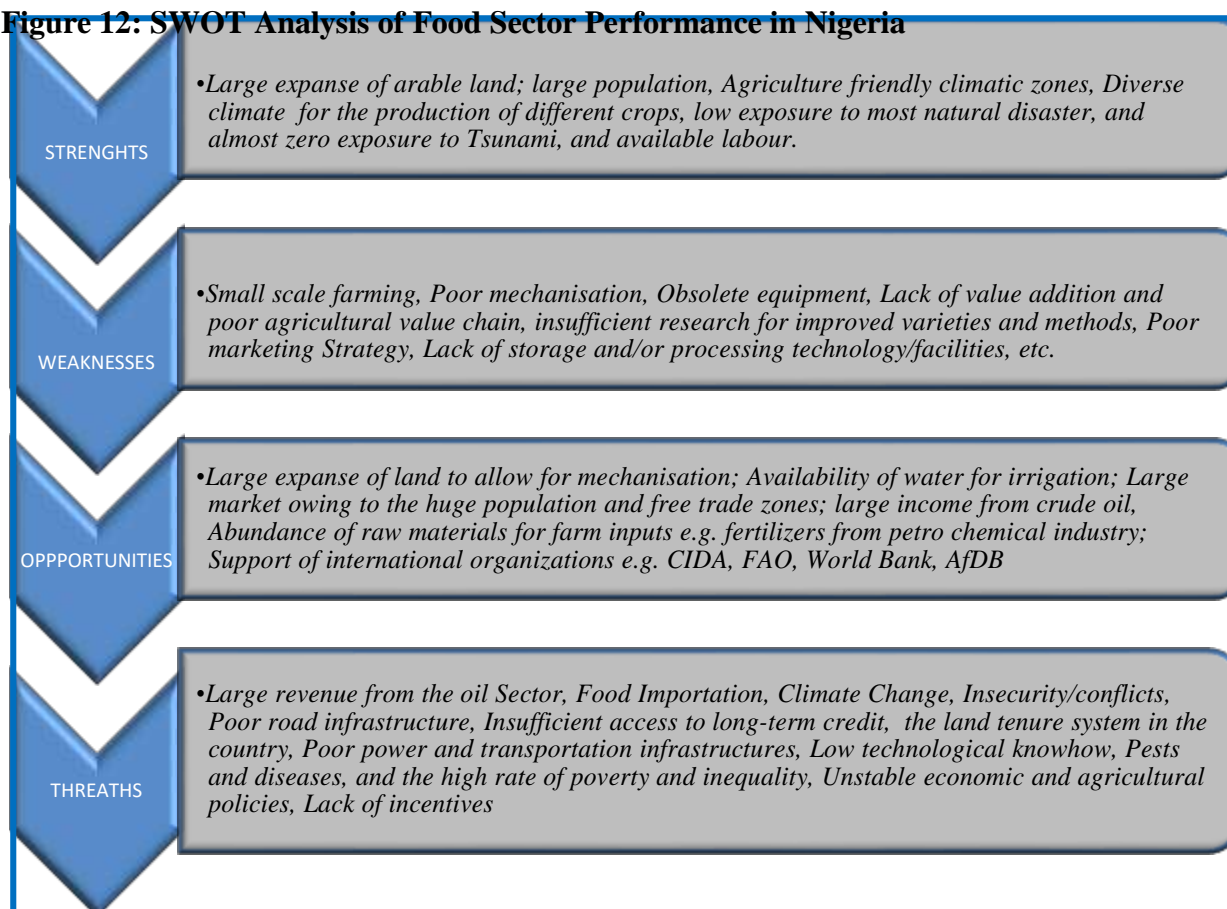 Figure 12: SWOT Analysis of Food Sector Performance in Nigeria
STRENGHTS
•Large expanse of arable land; large population, Agriculture friendly climatic zones, Diverse
climate for the production of different crops, low exposure to most natural disaster, and
almost zero exposure to Tsunami, and available labour.
WEAKNESSES
•Small scale farming, Poor mechanisation, Obsolete equipment, Lack of value addition and
poor agricultural value chain, insufficient research for improved varieties and methods, Poor
marketing Strategy, Lack of storage and/or processing technology/facilities, etc.
OPPPORTUNITIES
•Large expanse of land to allow for mechanisation; Availability of water for irrigation; Large
market owing to the huge population and free trade zones; large income from crude oil,
Abundance of raw materials for farm inputs e.g. fertilizers from petro chemical industry;
Support of international organizations e.g. CIDA, FAO, World Bank, AfDB
THREATHS
•Large revenue from the oil Sector, Food Importation, Climate Change, Insecurity/conflicts,
Poor road infrastructure, Insufficient access to long-term credit, the land tenure system in the
country, Poor power and transportation infrastructures, Low technological knowhow, Pests
and diseases, and the high rate of poverty and inequality, Unstable economic and agricultural
policies, Lack of incentives